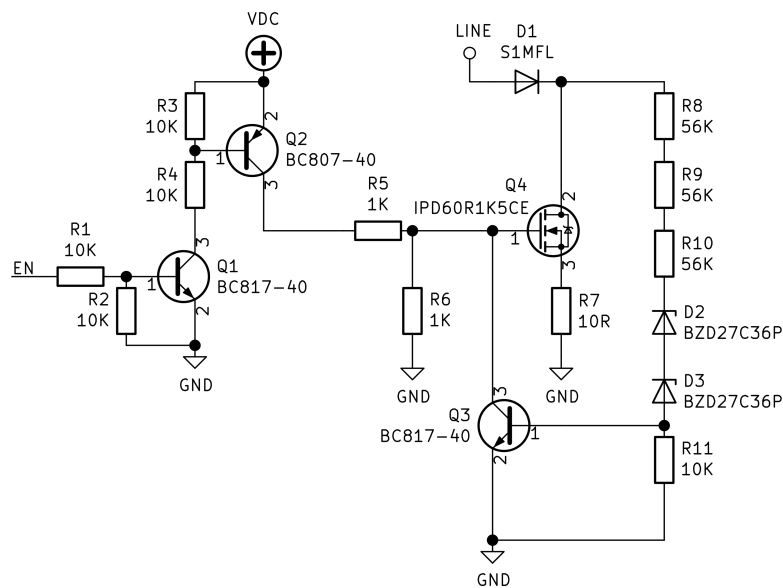 VDC
LINE
D1
S1MFL
R3
10K
2
Q2
BC807-40
1
3
R4
10K
R8
56K
R9
56K
R5
1K
Q4
IPD60R1K5CE
2
1
3
R10
56K
R1
10K
EN
3
Q1
BC817-40
1
2
R2
10K
GND
R6
1K
GND
R7
10R
GND
D2
BZD27C36P
D3
BZD27C36P
3
Q3
BC817-40
1
2
R11
10K
GND